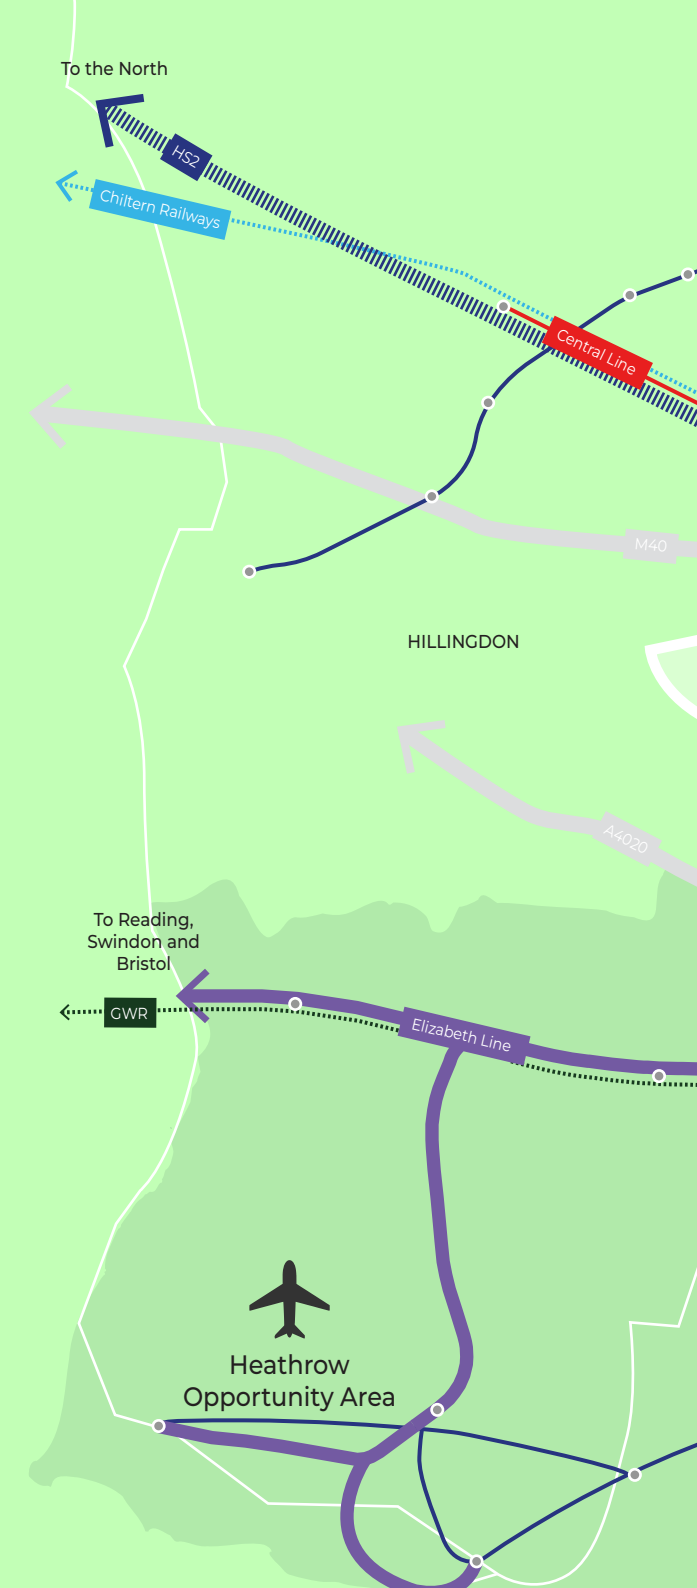 To the North
HS2
Chiltern Railways
Central Line
M40
HILLINGDON
A4020
To Reading,
Swindon and
Bristol
GWR
Elizabeth Line
Heathrow
Opportunity Area